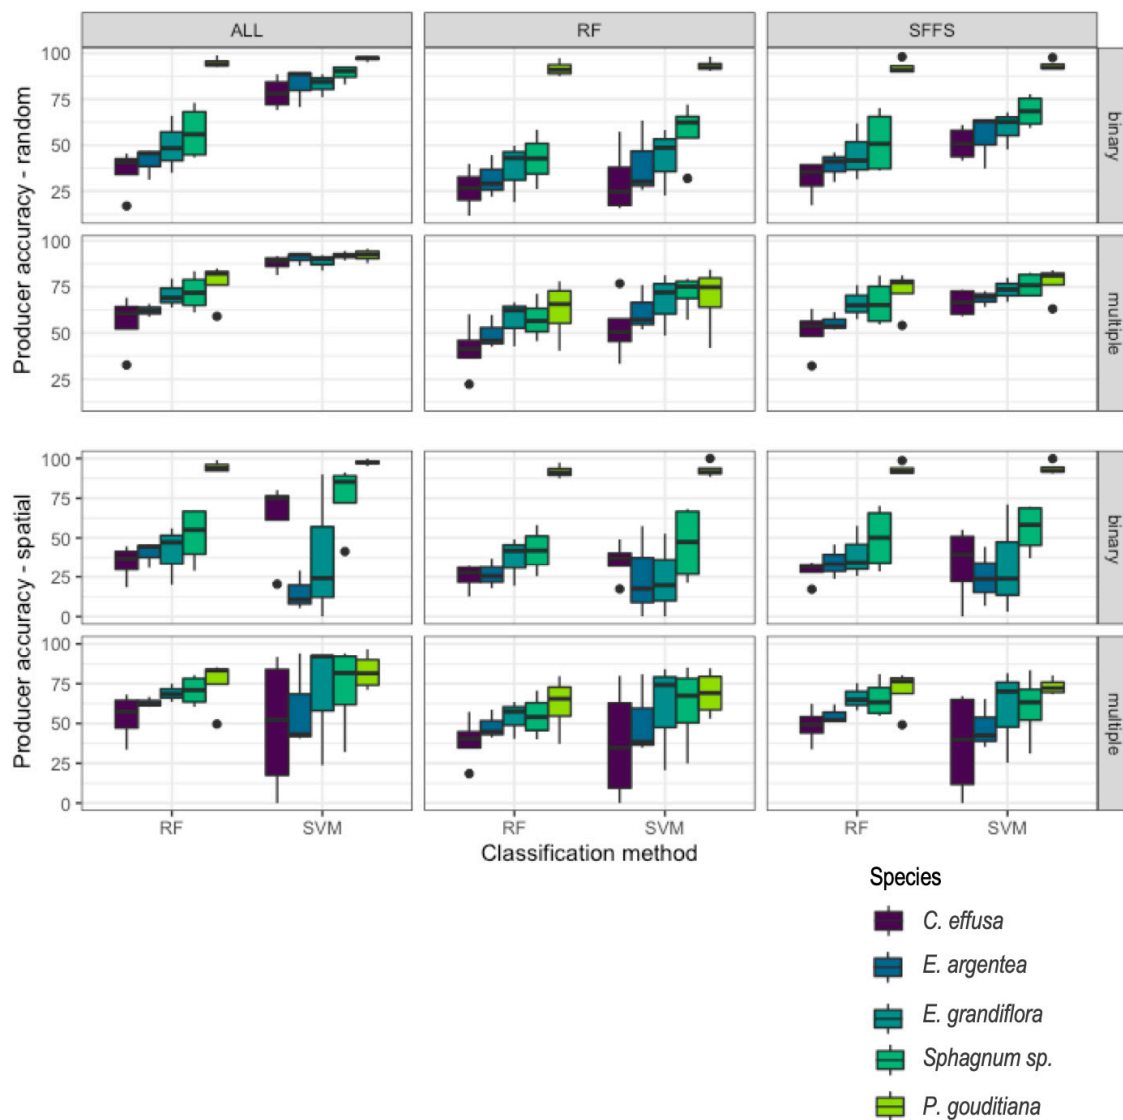 ALL RF SFFS
Producer accuracy - random
100
75
50
25
binary
100
75
50
25
multiple
Producer accuracy - spatial
100
75
50
25
0
binary
100
75
50
25
0
multiple
RF SVM RF SVM RF SVM
Classification method
Species
C. effusa
E. argentea
E. grandiflora
Sphagnum sp.
P. gouditiana